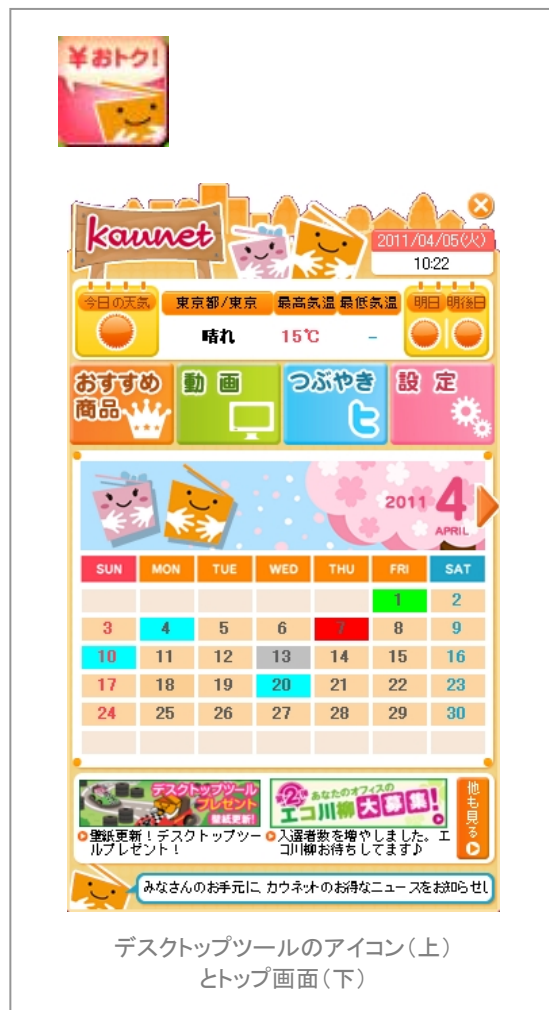 ¥おトク!
kaunet
2011/04/05(火)
10:22
今日の天気 東京都/東京 最高気温 最低気温 明日 明後日
晴れ 15℃ -
おすすめ
商品
動画
つぶやき
設定
2011 4
APRIL
SUN MON TUE WED THU FRI SAT
1 2
3 4 5 6 7 8 9
10 11 12 13 14 15 16
17 18 19 20 21 22 23
24 25 26 27 28 29 30
デスクトップツール
プレゼント
壁紙更新!
第2回 あなたのオフィスの
エコ川柳大募集!
他も見る
壁紙更新!デスクトップツー
ルプレゼント!
入選者数を増やしました。エ
コ川柳お待ちしてます♪
みなさんのお手元に、カウネットのお得なニュースをお知らせし
デスクトップツールのアイコン(上)
とトップ画面(下)